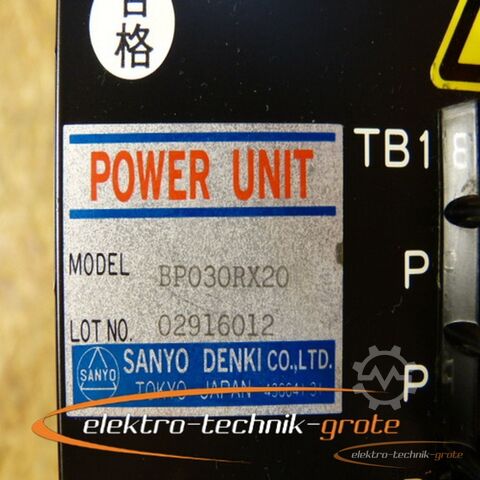 合格
POWER UNIT
TB1 8
MODEL BP030RX20
P
LOT NO. 02916012
SANYO SANYO DENKI CO.,LTD.
TOKYO JAPAN
P
elektro-technik-grote
elektro-technik-grote